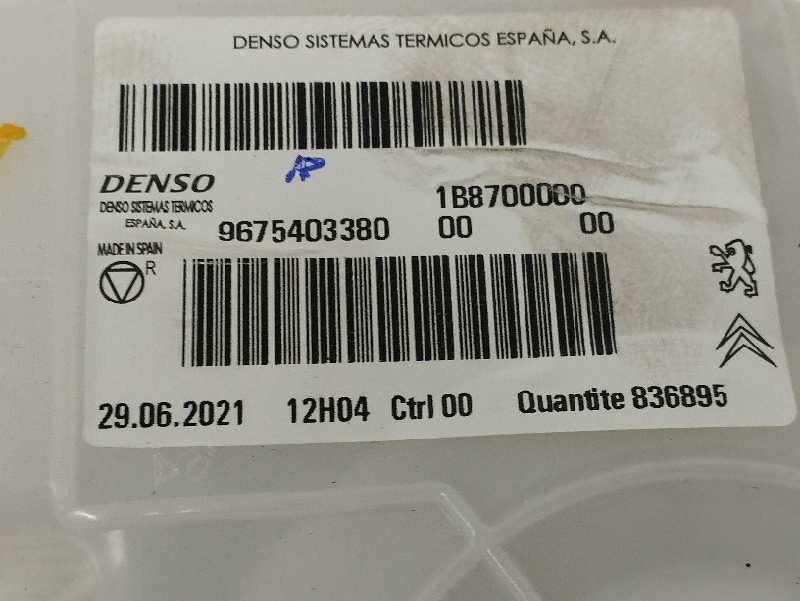 DENSO SISTEMAS TERMICOS ESPAÑA, S.A.
DENSO
DENSO SISTEMAS TERMICOS
ESPAÑA, S.A.
1B8700000
9675403380 00 00
MADE IN SPAIN
R
29.06.2021 12H04 Ctrl 00 Quantite 836895